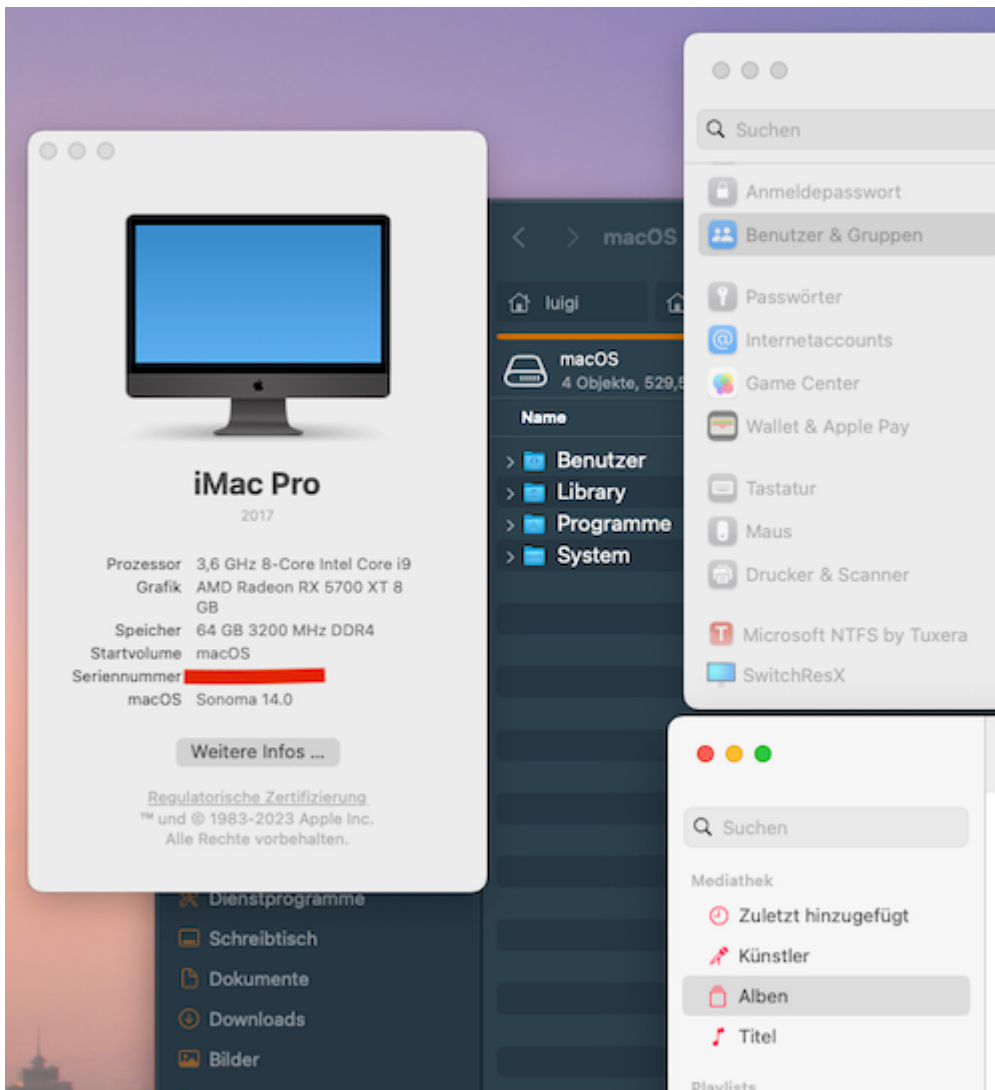 iMac Pro
2017
Prozessor 3,6 GHz 8-Core Intel Core i9
Grafik AMD Radeon RX 5700 XT 8
GB
Speicher 64 GB 3200 MHz DDR4
Startvolume macOS
Seriennummer
macOS Sonoma 14.0
Weitere Infos ...
Regulatorische Zertifizierung
™ und © 1983-2023 Apple Inc.
Alle Rechte vorbehalten.
Dienstprogramme
Schreibtisch
Dokumente
Downloads
Bilder
macOS
luigi
macOS
4 Objekte, 529,5
Name
Benutzer
Library
Programme
System
Suchen
Anmeldepasswort
Benutzer & Gruppen
Passwörter
Internetaccounts
Game Center
Wallet & Apple Pay
Tastatur
Maus
Drucker & Scanner
Microsoft NTFS by Tuxera
SwitchResX
Suchen
Mediathek
Zuletzt hinzugefügt
Künstler
Alben
Titel
Playlists